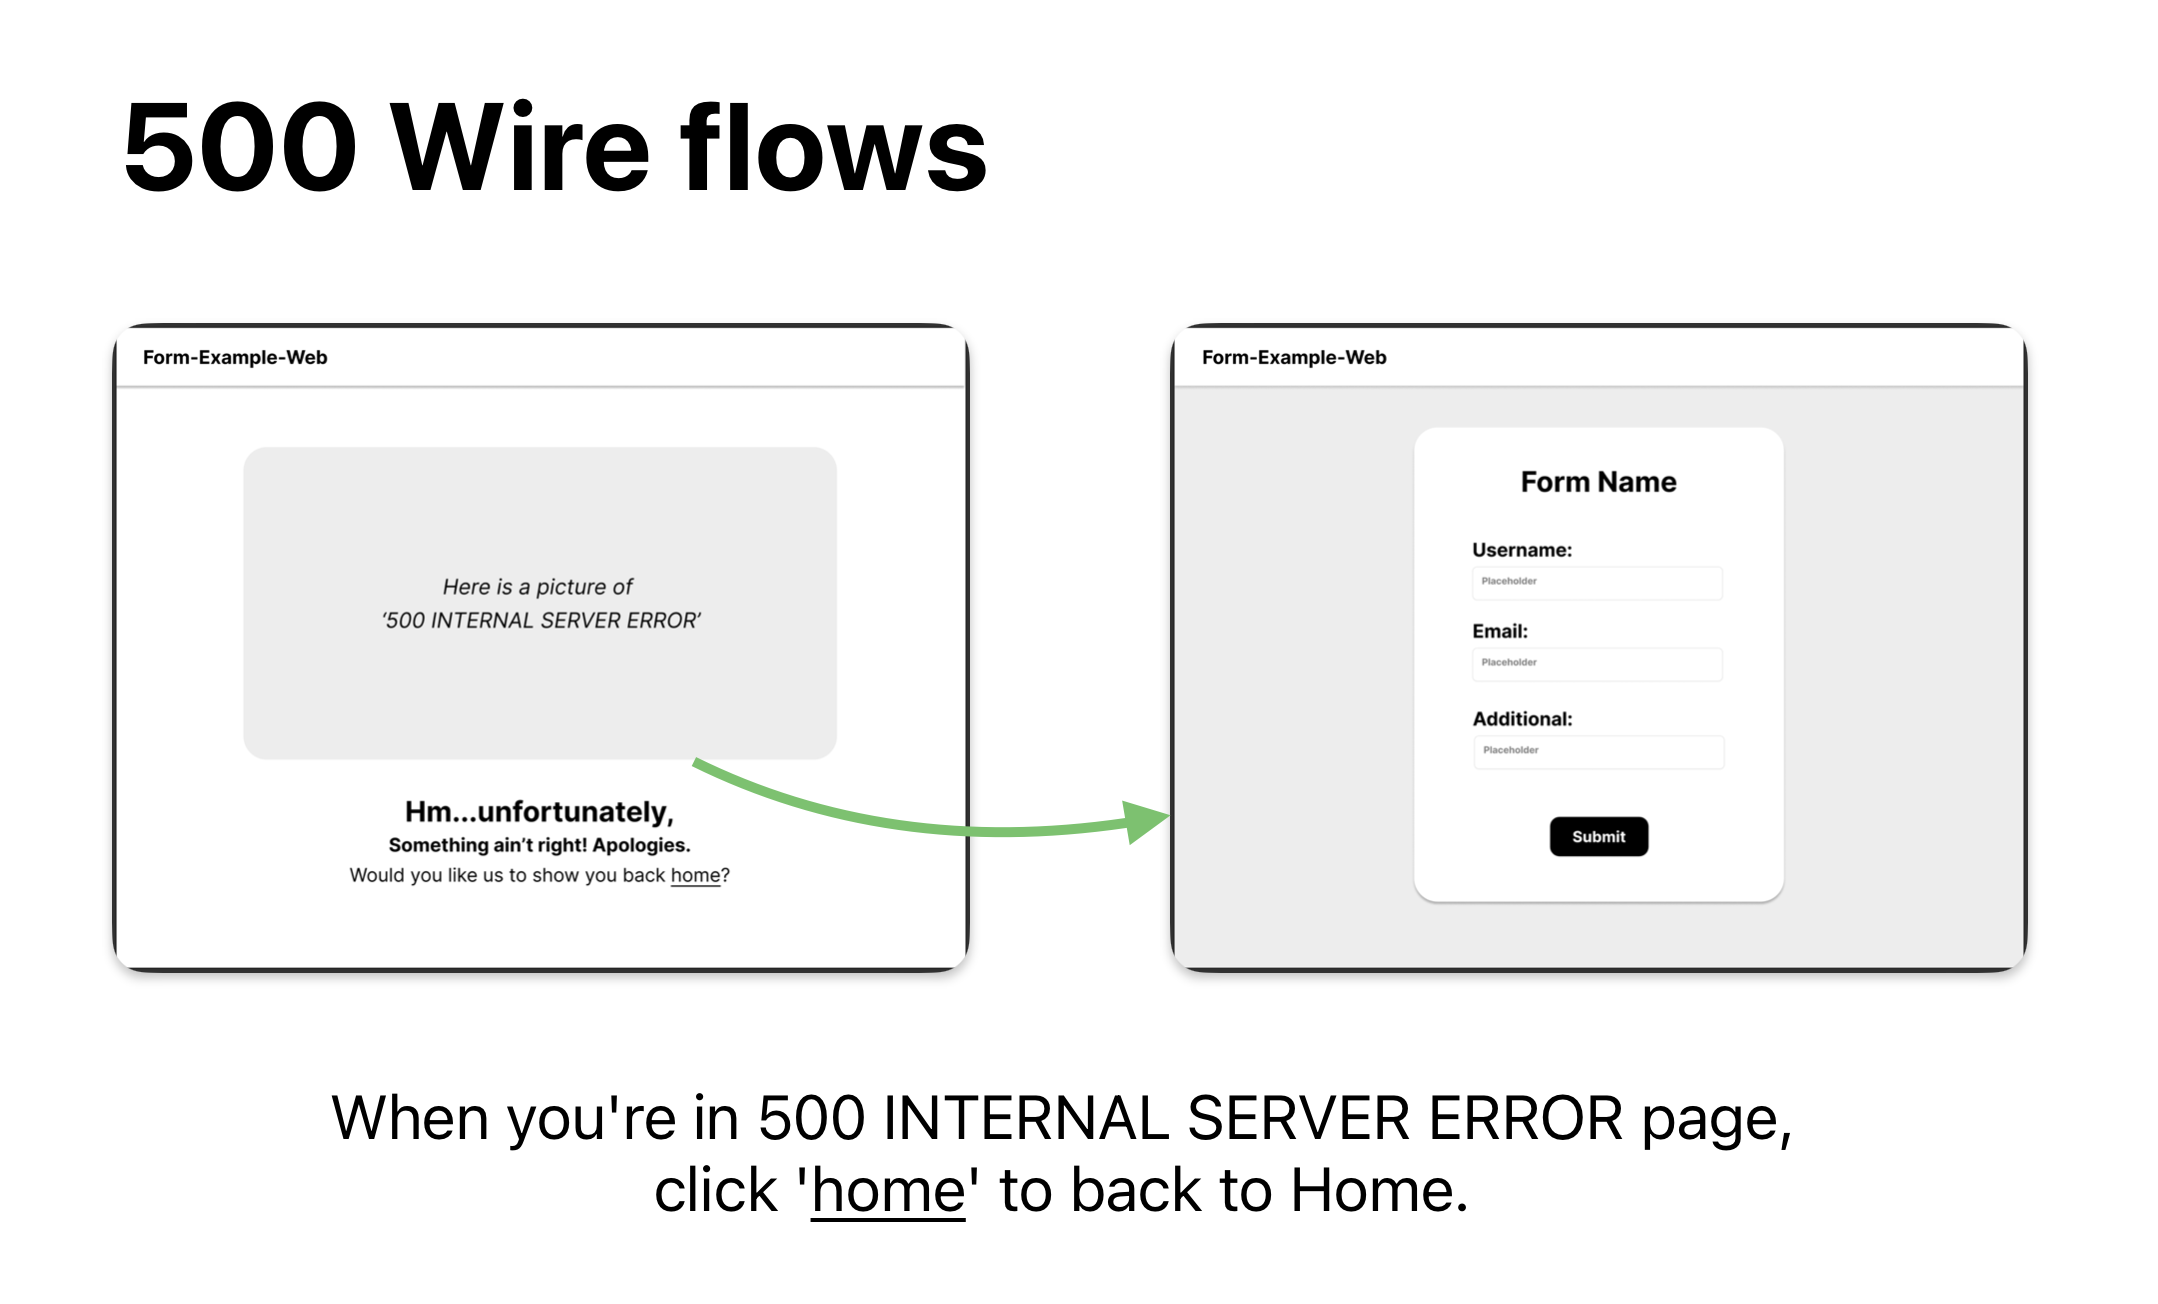 500 Wire flows
Form-Example-Web
Here is a picture of
‘500 INTERNAL SERVER ERROR’
Hm...unfortunately,
Something ain’t right! Apologies.
Would you like us to show you back home?
Form-Example-Web
Form Name
Username:
Placeholder
Email:
Placeholder
Additional:
Placeholder
Submit
When you're in 500 INTERNAL SERVER ERROR page,
click 'home' to back to Home.